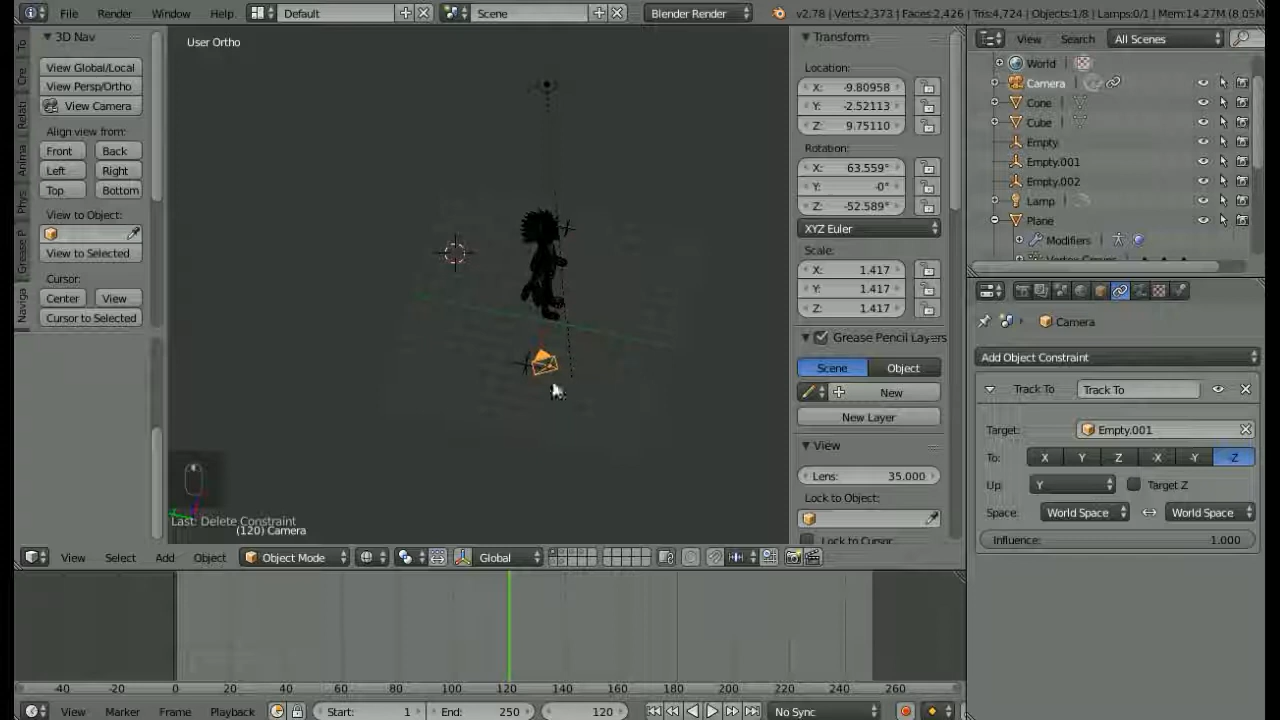 File Render Window Help Default Scene Blender Render v2.78 | Verts:2,373 | Faces:2,426 | Tris:4,724 | Objects:1/8 | Lamps:0/1 | Mem:14.27M (8.05M
3D Nav
View Global/Local
View Persp/Ortho
View Camera
Align view from:
Front Back
Left Right
Top Bottom
View to Object:
View to Selected
Cursor:
Center View
Cursor to Selected
To
Cre
Relati
Anima
Phys
Grease P
Naviga
User Ortho
Last: Delete Constraint
(120) Camera
Transform
Location:
X: -9.80958
Y: -2.52113
Z: 9.75110
Rotation:
X: 63.559°
Y: -0°
Z: -52.589°
XYZ Euler
Scale:
X: 1.417
Y: 1.417
Z: 1.417
Grease Pencil Layers
Scene Object
New
New Layer
View
Lens: 35.000
Lock to Object:
Lock to Cursor
View Search All Scenes
World
Camera
Cone
Cube
Empty
Empty.001
Empty.002
Lamp
Plane
Modifiers
Camera
Add Object Constraint
Track To Track To
Target: Empty.001
To: X Y Z -X -Y -Z
Up: Y Target Z
Space: World Space World Space
Influence: 1.000
View Select Add Object Object Mode Global
-40 -20 0 20 40 60 80 100 120 140 160 180 200 220 240 260
View Marker Frame Playback Start: 1 End: 250 120 No Sync